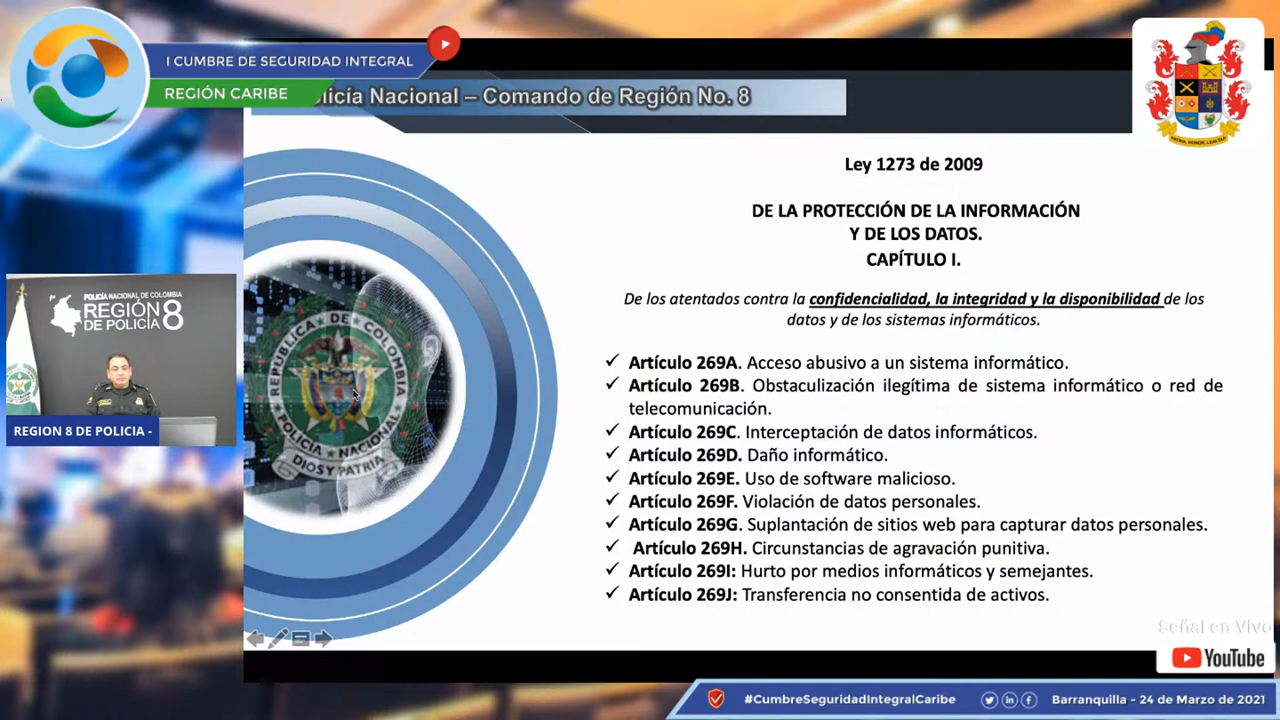 I CUMBRE DE SEGURIDAD INTEGRAL
REGIÓN CARIBE
licía Nacional – Comando de Región No. 8
PATRIA, HONOR, LEALTAD
Ley 1273 de 2009
DE LA PROTECCIÓN DE LA INFORMACIÓN
Y DE LOS DATOS.
CAPÍTULO I.
De los atentados contra la confidencialidad, la integridad y la disponibilidad de los
datos y de los sistemas informáticos.
Artículo 269A. Acceso abusivo a un sistema informático.
Artículo 269B. Obstaculización ilegítima de sistema informático o red de
telecomunicación.
Artículo 269C. Interceptación de datos informáticos.
Artículo 269D. Daño informático.
Artículo 269E. Uso de software malicioso.
Artículo 269F. Violación de datos personales.
Artículo 269G. Suplantación de sitios web para capturar datos personales.
Artículo 269H. Circunstancias de agravación punitiva.
Artículo 269I: Hurto por medios informáticos y semejantes.
Artículo 269J: Transferencia no consentida de activos.
REPUBLICA DE COLOMBIA
POLICÍA NACIONAL
DIOS Y PATRIA
POLICÍA NACIONAL DE COLOMBIA
REGIÓN
DE POLICÍA 8
REGION 8 DE POLICIA -
Señal en Vivo
YouTube
#CumbreSeguridadIntegralCaribe
Barranquilla - 24 de Marzo de 2021